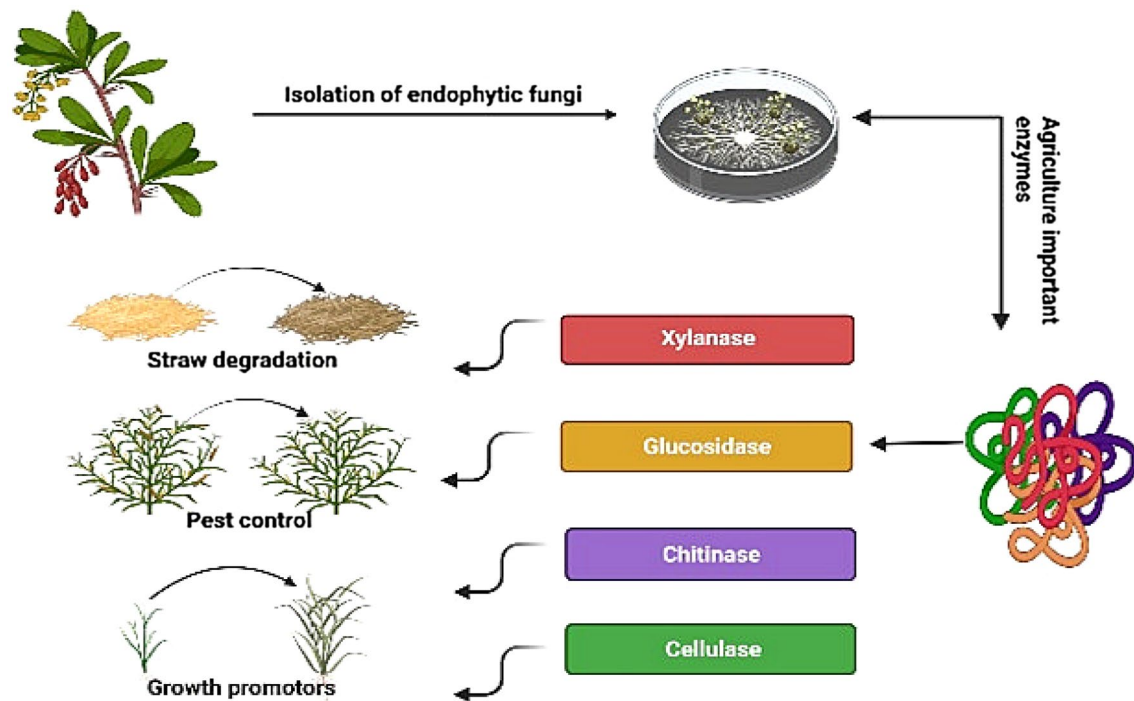 Isolation of endophytic fungi
Agriculture important
enzymes
Straw degradation
Xylanase
Glucosidase
Pest control
Chitinase
Cellulase
Growth promotors